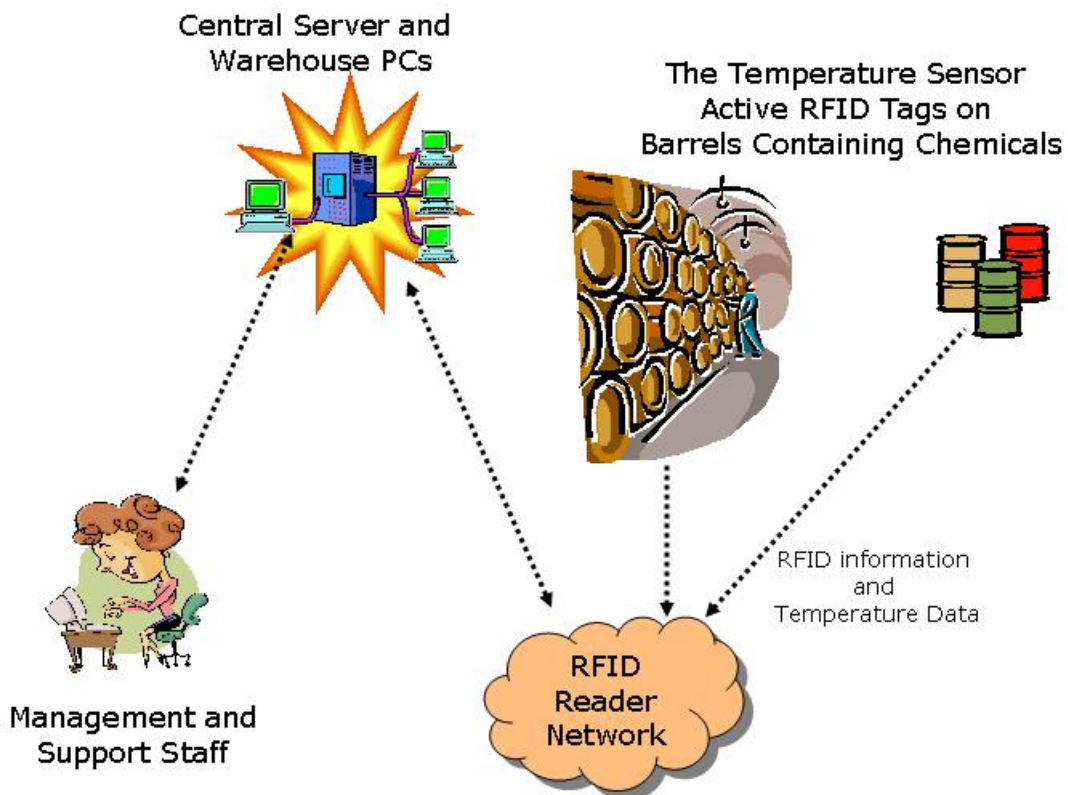 Central Server and
Warehouse PCs
The Temperature Sensor
Active RFID Tags on
Barrels Containing Chemicals
RFID information
and
Temperature Data
RFID
Reader
Network
Management and
Support Staff